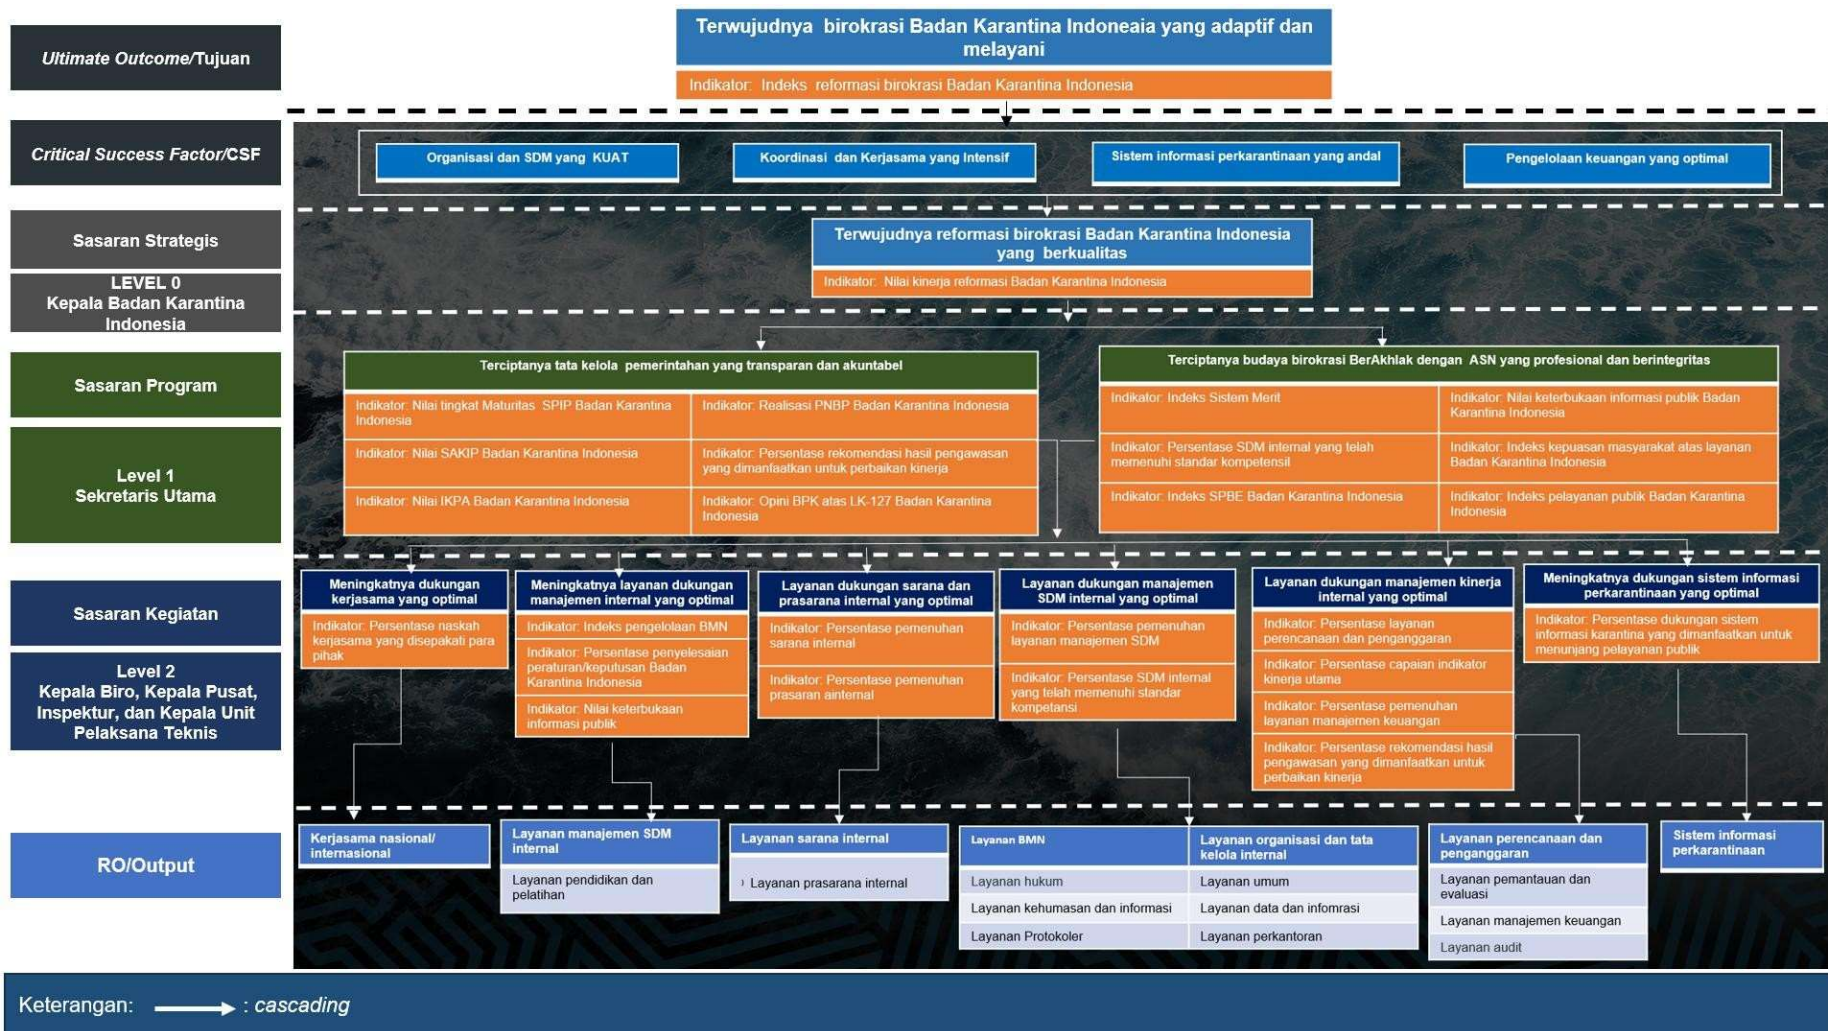 Terwujudnya birokrasi Badan Karantina Indoneaia yang adaptif dan
melayani
Ultimate Outcome/Tujuan
Indikator: Indeks reformasi birokrasi Badan Karantina Indonesia
Critical Success Factor/CSF
Organisasi dan SDM yang KUAT
Koordinasi dan Kerjasama yang Intensif
Sistem informasi perkarantinaan yang andal
Pengelolaan keuangan yang optimal
Sasaran Strategis
Terwujudnya reformasi birokrasi Badan Karantina Indonesia
yang berkualitas
Indikator: Nilai kinerja reformasi Badan Karantina Indonesia
LEVEL 0
Kepala Badan Karantina
Indonesia
Sasaran Program
Terciptanya tata kelola pemerintahan yang transparan dan akuntabel
Indikator: Nilai tingkat Maturitas SPIP Badan Karantina
Indonesia
Indikator: Realisasi PNBP Badan Karantina Indonesia
Indikator: Nilai SAKIP Badan Karantina Indonesia
Indikator: Persentase rekomendasi hasil pengawasan
yang dimanfaatkan untuk perbaikan kinerja
Indikator: Nilai IKPA Badan Karantina Indonesia
Indikator: Opini BPK atas LK-127 Badan Karantina
Indonesia
Terciptanya budaya birokrasi BerAkhlak dengan ASN yang profesional dan berintegritas
Indikator: Indeks Sistem Merit
Indikator: Nilai keterbukaan informasi publik Badan
Karantina Indonesia
Indikator: Persentase SDM internal yang telah
memenuhi standar kompetensiI
Indikator: Indeks kepuasan masyarakat atas layanan
Badan Karantina Indonesia
Indikator: Indeks SPBE Badan Karantina Indonesia
Indikator: Indeks pelayanan publik Badan Karantina
Indonesia
Level 1
Sekretaris Utama
Sasaran Kegiatan
Meningkatnya dukungan
kerjasama yang optimal
Indikator: Persentase naskah
kerjasama yang disepakati para
pihak
Meningkatnya layanan dukungan
manajemen internal yang optimal
Indikator: Indeks pengelolaan BMN
Indikator: Persentase penyelesaian
peraturan/keputusan Badan
Karantina Indonesia
Indikator: Nilai keterbukaan
informasi publik
Layanan dukungan sarana dan
prasarana internal yang optimal
Indikator: Persentase pemenuhan
sarana internal
Indikator: Persentase pemenuhan
prasaran ainternal
Layanan dukungan manajemen
SDM internal yang optimal
Indikator: Persentase pemenuhan
layanan manajemen SDM
Indikator: Persentase SDM internal
yang telah memenuhi standar
kompetansi
Layanan dukungan manajemen kinerja
internal yang optimal
Indikator: Persentase layanan
perencanaan dan penganggaran
Indikator: Persentase capaian indikator
kinerja utama
Indikator: Persentase pemenuhan
layanan manajemen keuangan
Indikator: Persentase rekomendasi hasil
pengawasan yang dimanfaatkan untuk
perbaikan kinerja
Meningkatnya dukungan sistem informasi
perkarantinaan yang optimal
Indikator: Persentase dukungan sistem
informasi karantina yang dimanfaatkan untuk
menunjang pelayanan publik
Level 2
Kepala Biro, Kepala Pusat,
Inspektur, dan Kepala Unit
Pelaksana Teknis
RO/Output
Kerjasama nasional/
internasional
Layanan manajemen SDM
internal
Layanan pendidikan dan
pelatihan
Layanan sarana internal
Layanan prasarana internal
Layanan BMN
Layanan organisasi dan tata
kelola internal
Layanan hukum
Layanan umum
Layanan kehumasan dan informasi
Layanan data dan infomrasi
Layanan Protokoler
Layanan perkantoran
Layanan perencanaan dan
penganggaran
Layanan pemantauan dan
evaluasi
Layanan manajemen keuangan
Layanan audit
Sistem informasi
perkarantinaan
Keterangan: : cascading